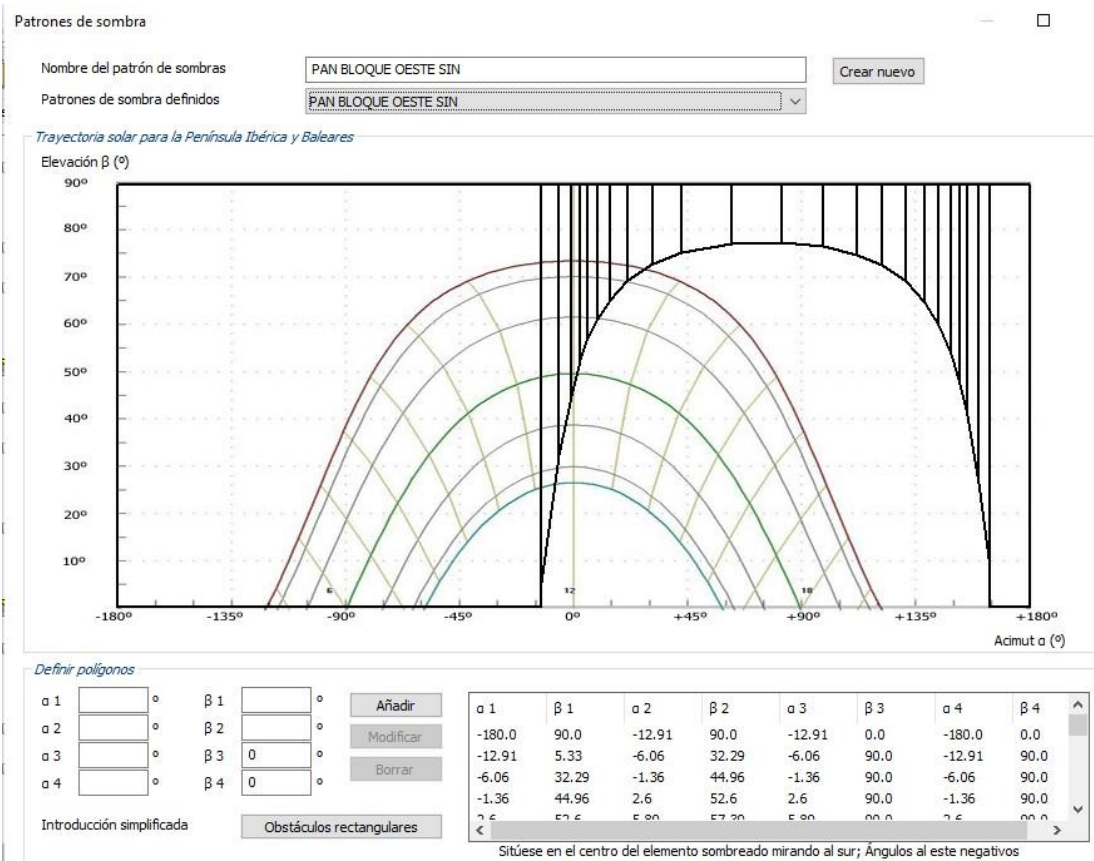 Patrones de sombra
Nombre del patrón de sombras PAN BLOQUE OESTE SIN Crear nuevo
Patrones de sombra definidos PAN BLOQUE OESTE SIN
Trayectoria solar para la Península Ibérica y Baleares
Elevación β (º)
90º
80º
70º
60º
50º
40º
30º
20º
10º
6 12 18
-180º -135º -90º -45º 0º +45º +90º +135º +180º
Acimut α (º)
Definir polígonos
α 1 º β 1 º Añadir
α 2 º β 2 º Modificar
α 3 º β 3 0 º Borrar
α 4 º β 4 0 º
Introducción simplificada Obstáculos rectangulares
α 1 β 1 α 2 β 2 α 3 β 3 α 4 β 4
-180.0 90.0 -12.91 90.0 -12.91 0.0 -180.0 0.0
-12.91 5.33 -6.06 32.29 -6.06 90.0 -12.91 90.0
-6.06 32.29 -1.36 44.96 -1.36 90.0 -6.06 90.0
-1.36 44.96 2.6 52.6 2.6 90.0 -1.36 90.0
Sitúese en el centro del elemento sombreado mirando al sur; Ángulos al este negativos